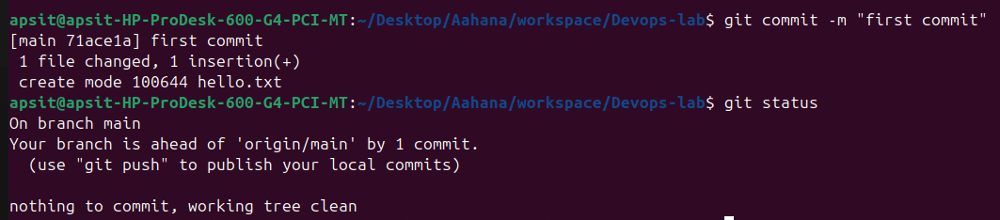 apsit@apsit-HP-ProDesk-600-G4-PCI-MT:~/Desktop/Aahana/workspace/Devops-lab$ git commit -m "first commit"
[main 71ace1a] first commit
 1 file changed, 1 insertion(+)
 create mode 100644 hello.txt
apsit@apsit-HP-ProDesk-600-G4-PCI-MT:~/Desktop/Aahana/workspace/Devops-lab$ git status
On branch main
Your branch is ahead of 'origin/main' by 1 commit.
  (use "git push" to publish your local commits)

nothing to commit, working tree clean